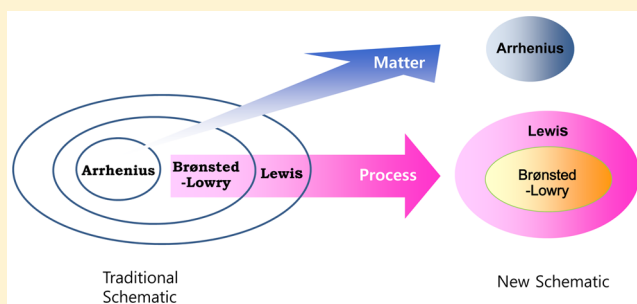 Matter
Arrhenius
Arrhenius
Brønsted
-Lowry
Lewis
Process
Lewis
Brønsted
-Lowry
Traditional
Schematic
New Schematic